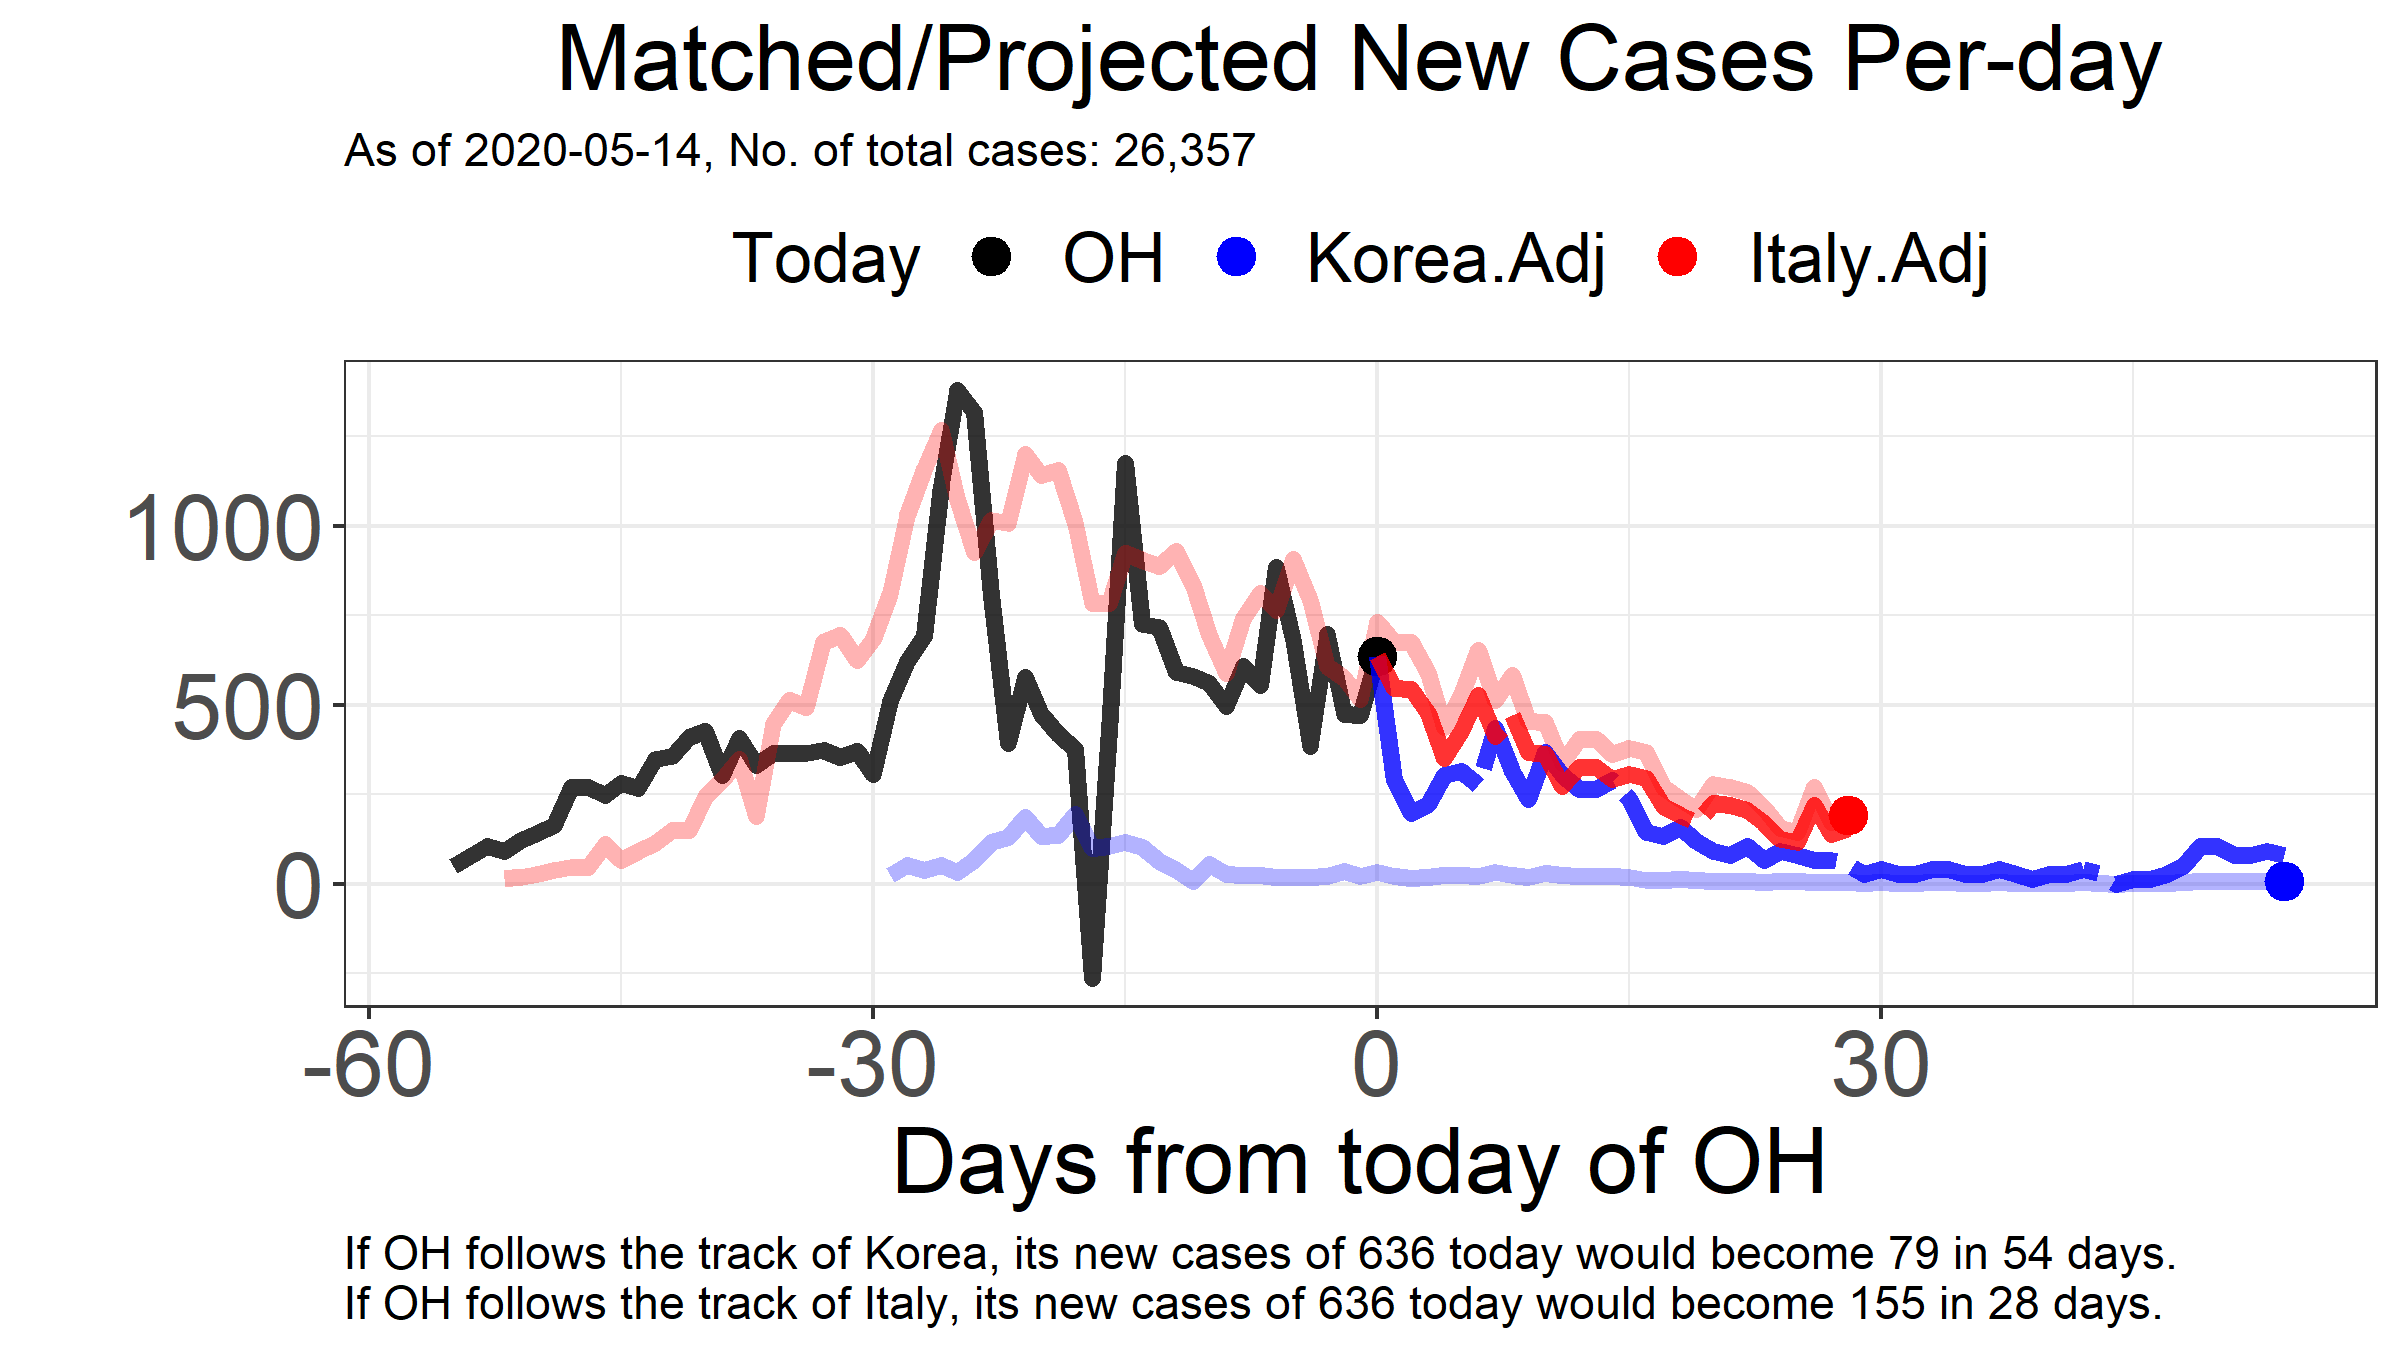 Matched/Projected New Cases Per-day
As of 2020-05-14, No. of total cases: 26,357
Today OH Korea.Adj Italy.Adj
1000
500
0
-60 -30 0 30
Days from today of OH
If OH follows the track of Korea, its new cases of 636 today would become 79 in 54 days.
If OH follows the track of Italy, its new cases of 636 today would become 155 in 28 days.